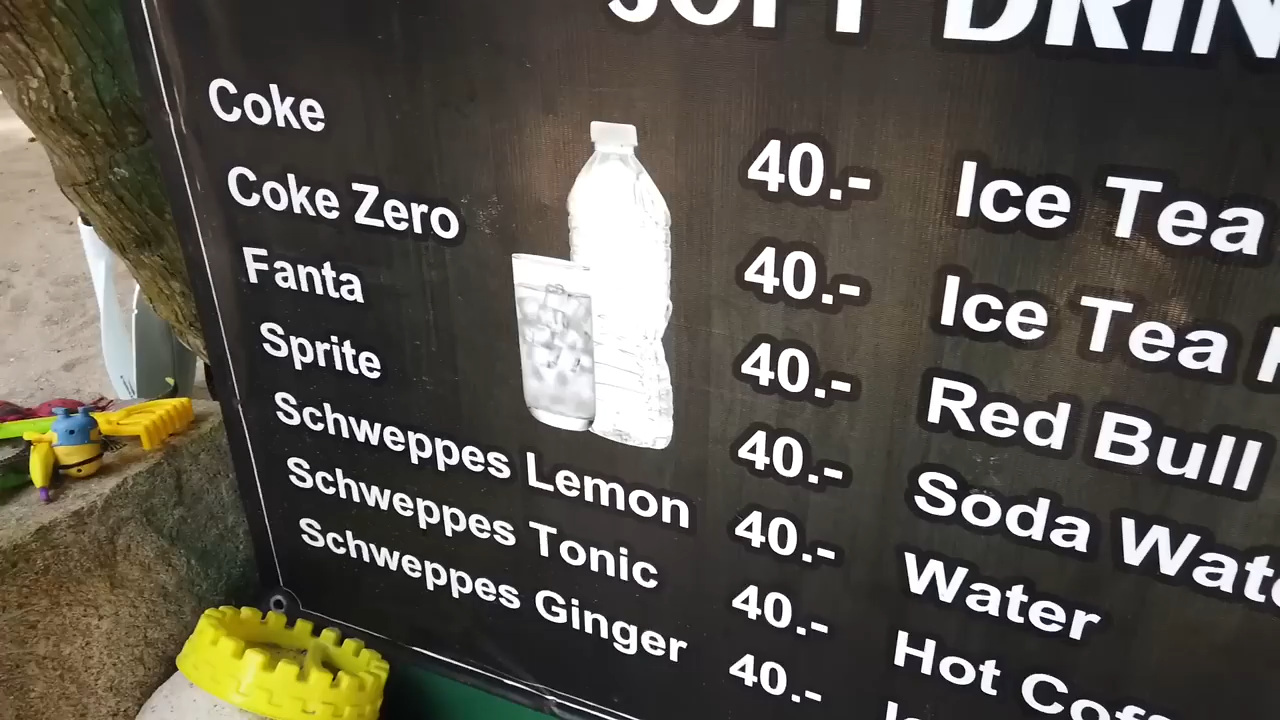 SOFT DRIN
Coke 40.-
Coke Zero 40.-
Fanta 40.-
Sprite 40.-
Schweppes Lemon 40.-
Schweppes Tonic 40.-
Schweppes Ginger 40.-
Ice Tea
Ice Tea
Red Bull
Soda Wat
Water
Hot Cof